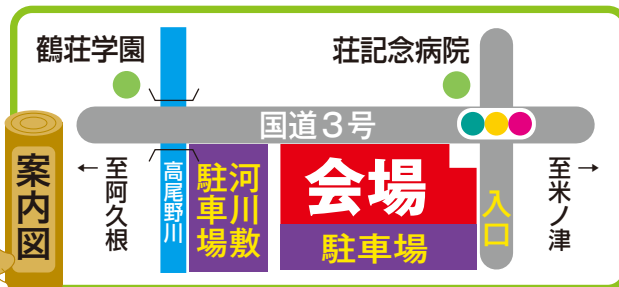 鶴荘学園
荘記念病院
国道3号
案内図
←至阿久根
高尾野川
河川敷
駐車場
会場
駐車場
入口
至米ノ津→